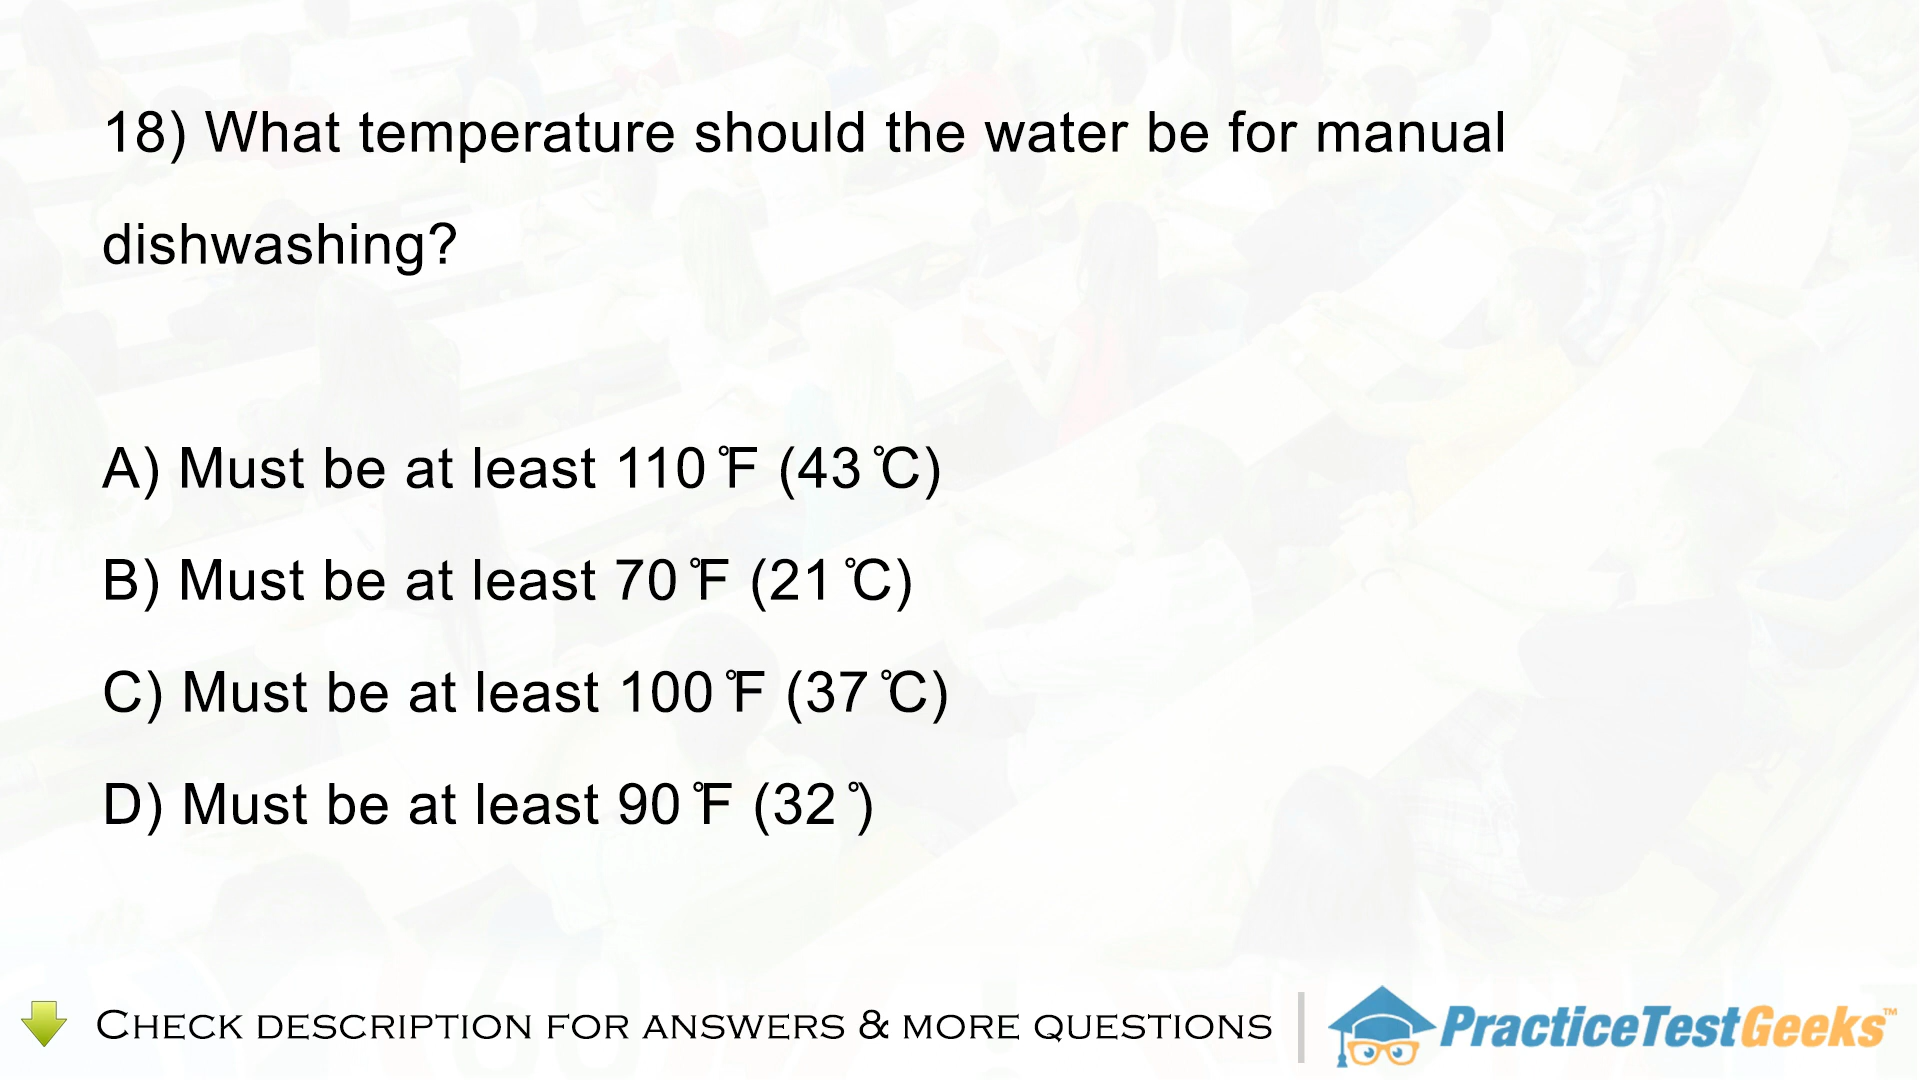 18) What temperature should the water be for manual
dishwashing?
A) Must be at least 110°F (43°C)
B) Must be at least 70°F (21°C)
C) Must be at least 100°F (37°C)
D) Must be at least 90°F (32°)
Check description for answers & more questions
PracticeTestGeeks™